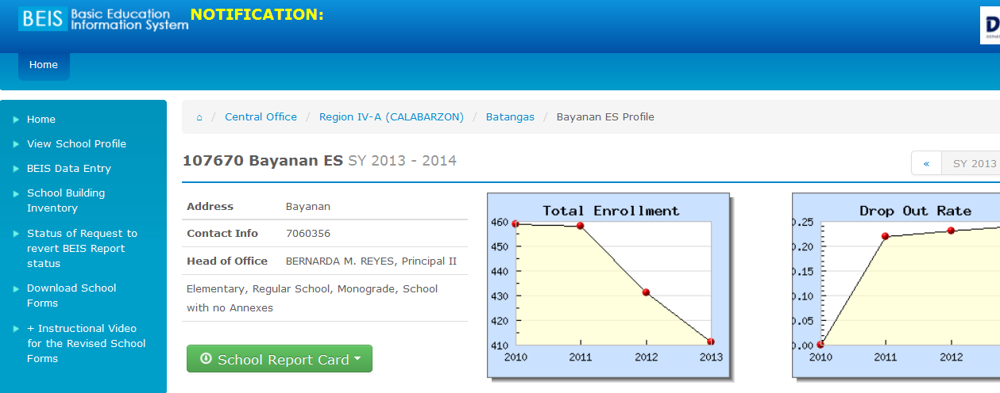 BEIS Basic Education Information System
NOTIFICATION:
Home
Home
View School Profile
BEIS Data Entry
School Building
Inventory
Status of Request to
revert BEIS Report
status
Download School
Forms
+ Instructional Video
for the Revised School
Forms
⌂ / Central Office / Region IV-A (CALABARZON) / Batangas / Bayanan ES Profile
107670 Bayanan ES SY 2013 - 2014
« SY 2013
Address Bayanan
Contact Info 7060356
Head of Office BERNARDA M. REYES, Principal II
Elementary, Regular School, Monograde, School
with no Annexes
School Report Card
Total Enrollment
460
450
440
430
420
410
2010 2011 2012 2013
Drop Out Rate
0.25
0.20
0.15
0.10
0.05
0.00
2010 2011 2012